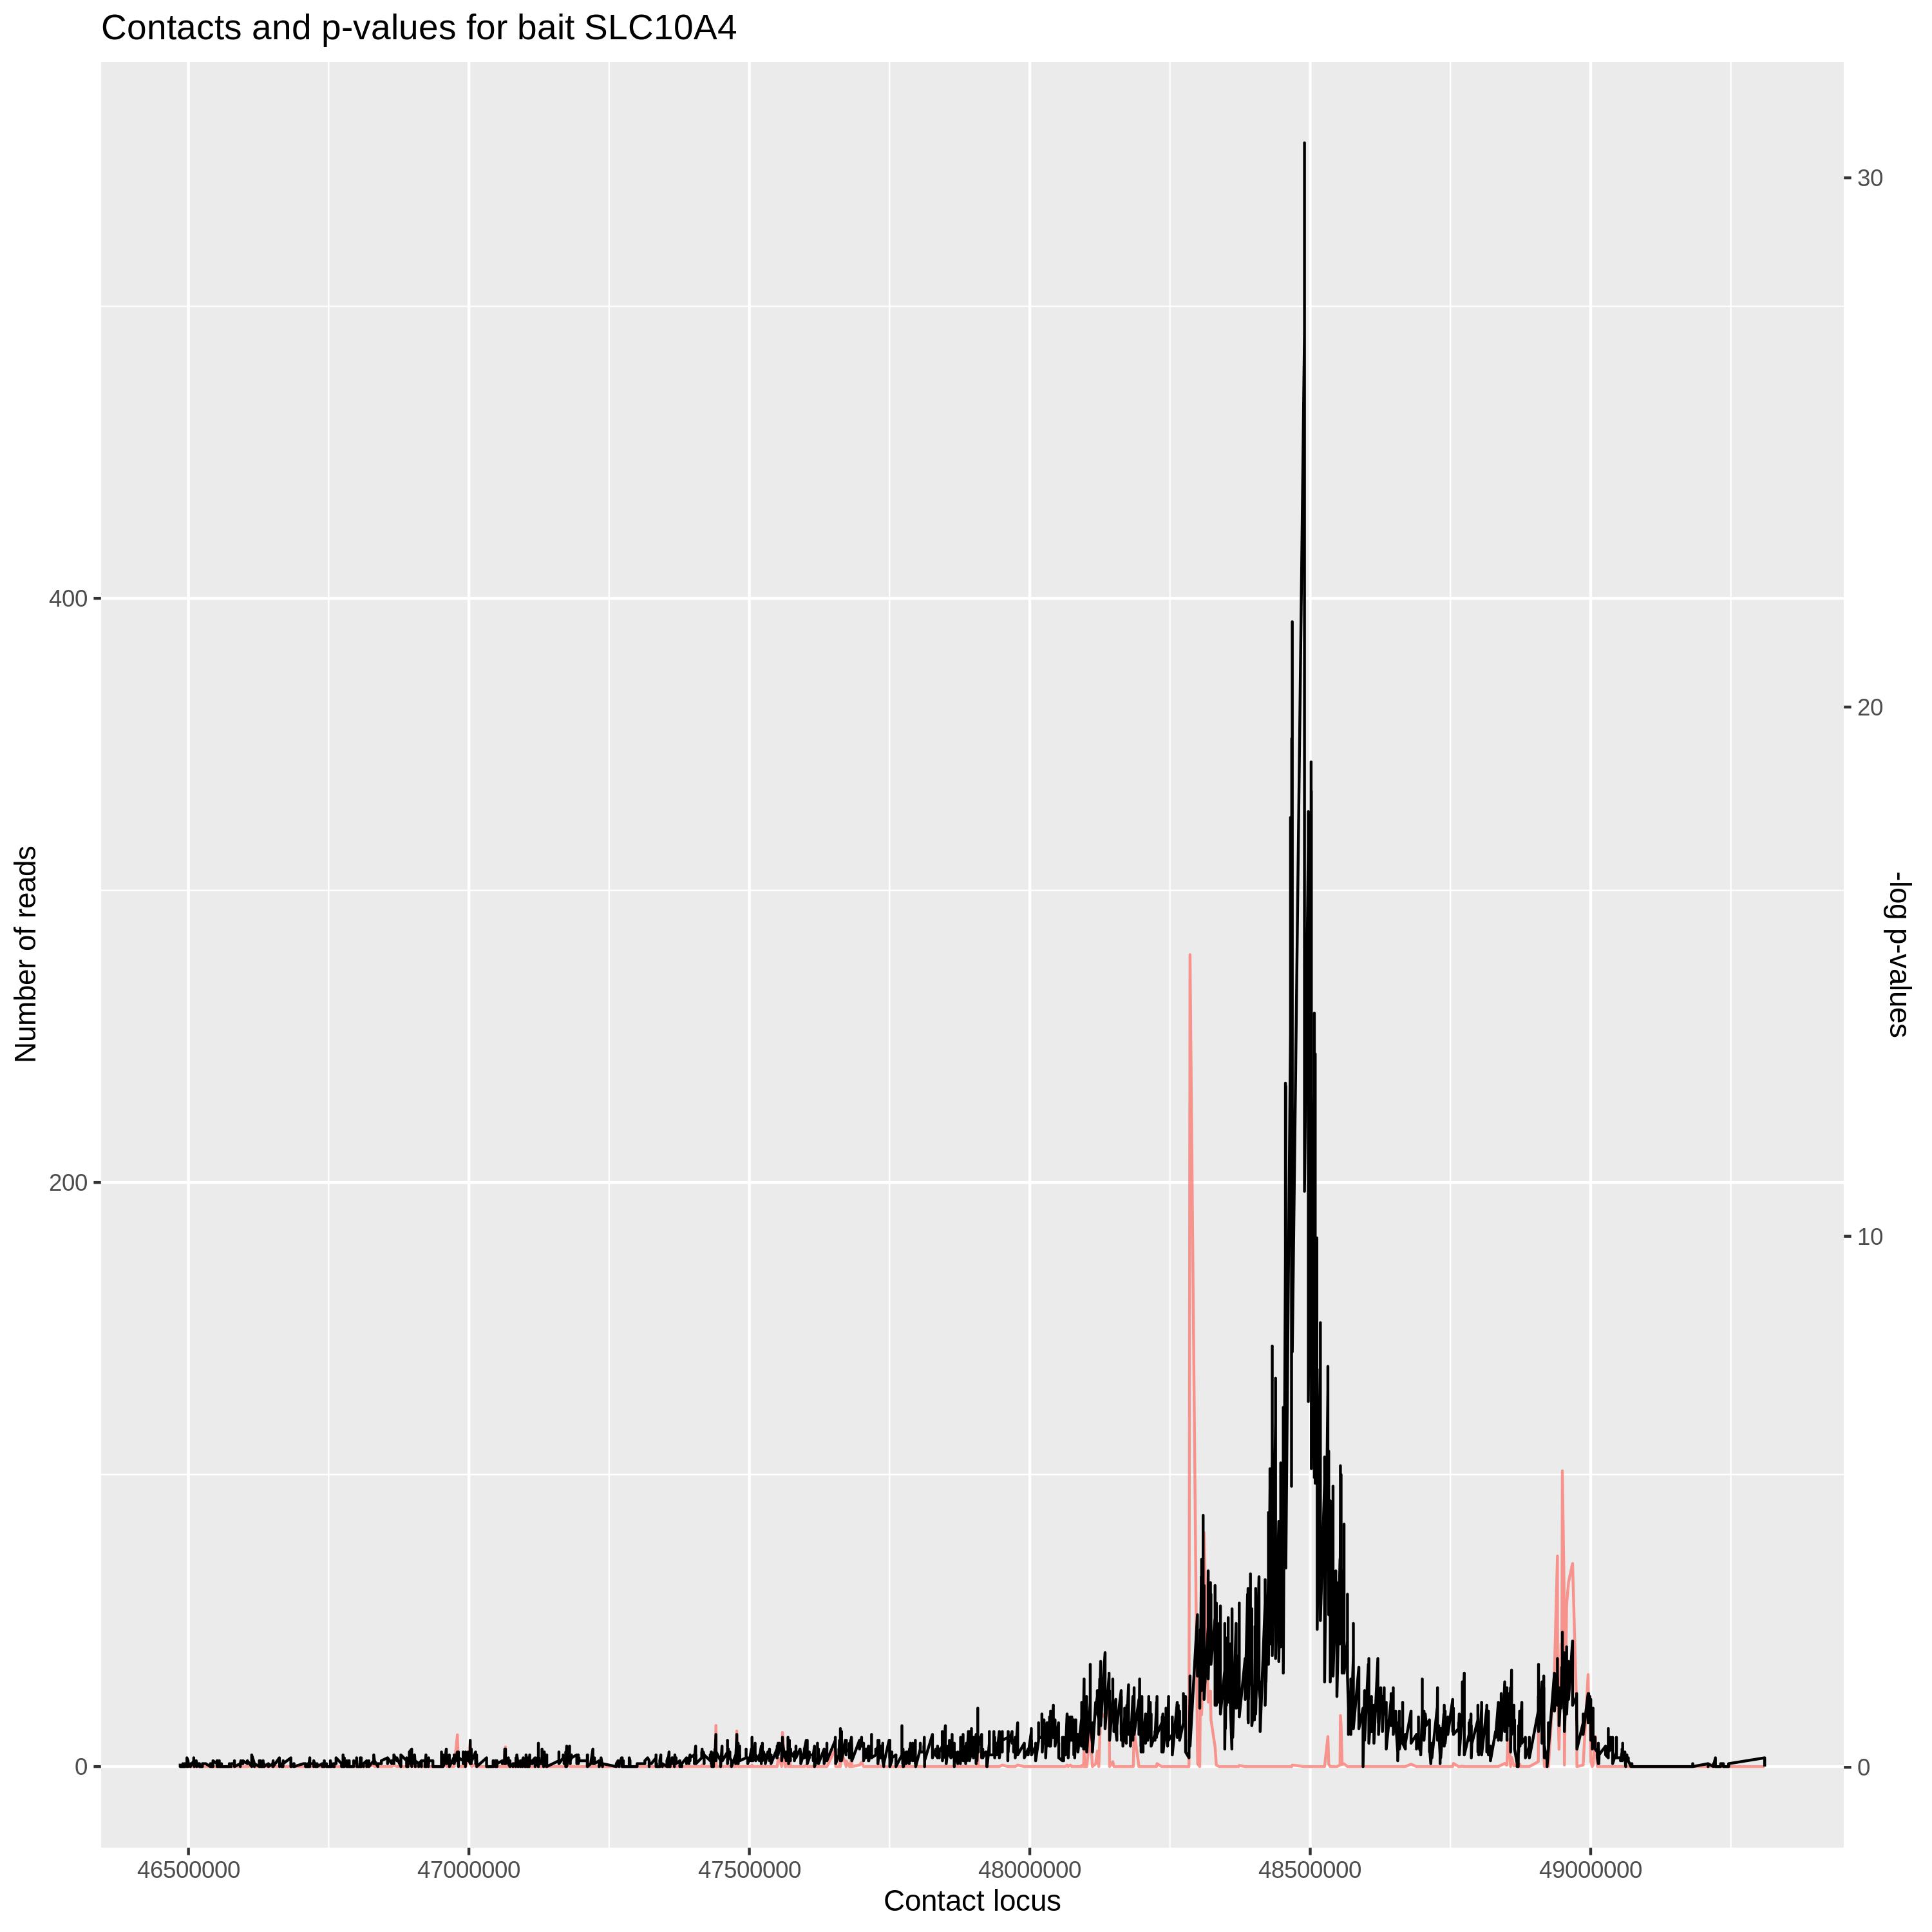 Contacts and p-values for bait SLC10A4
Number of reads
400
200
0
30
20
10
0
-log p-values
46500000 47000000 47500000 48000000 48500000 49000000
Contact locus